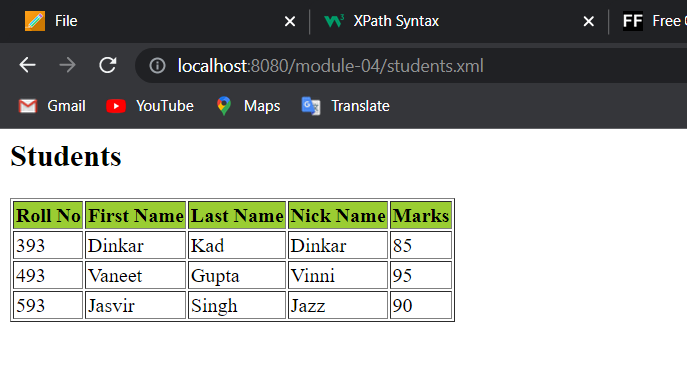 File
XPath Syntax
FF Free
localhost:8080/module-04/students.xml
Gmail YouTube Maps Translate
Students
Roll No First Name Last Name Nick Name Marks
393 Dinkar Kad Dinkar 85
493 Vaneet Gupta Vinni 95
593 Jasvir Singh Jazz 90